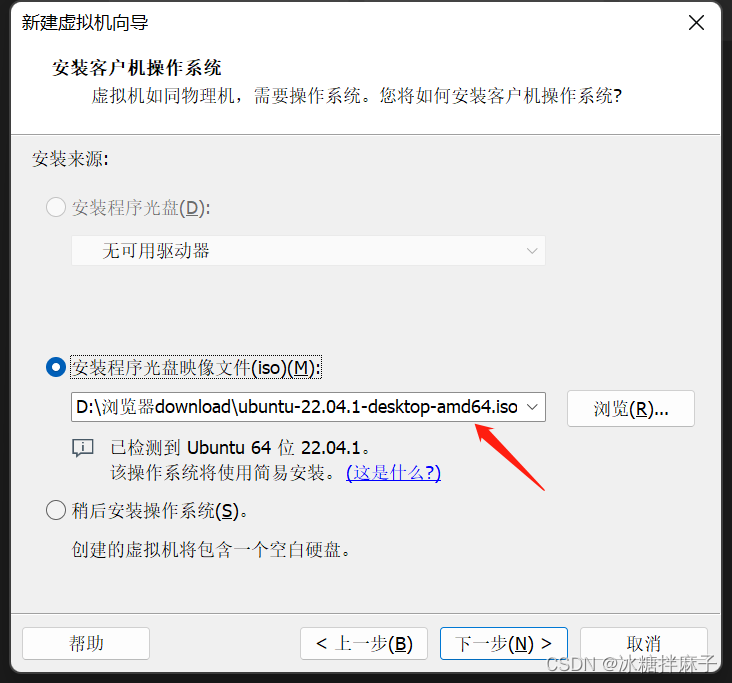 新建虚拟机向导
安装客户机操作系统
虚拟机如同物理机，需要操作系统。您将如何安装客户机操作系统?
安装来源:
安装程序光盘(D):
无可用驱动器
安装程序光盘映像文件(iso)(M):
D:\浏览器download\ubuntu-22.04.1-desktop-amd64.iso
浏览(R)...
已检测到 Ubuntu 64 位 22.04.1。
该操作系统将使用简易安装。(这是什么?)
稍后安装操作系统(S)。
创建的虚拟机将包含一个空白硬盘。
帮助 < 上一步(B) 下一步(N) > 取消
CSDN @冰糖拌麻子